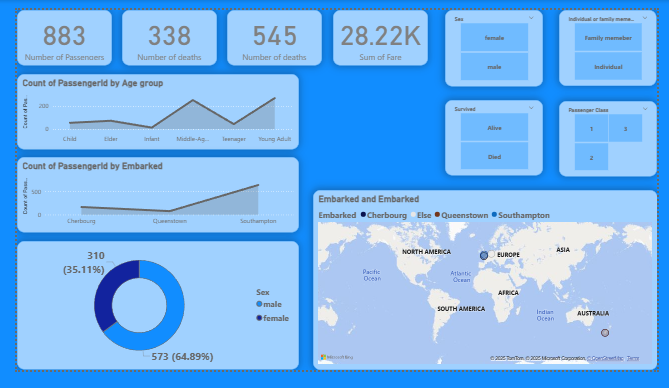 883
Number of Passengers
338
Number of deaths
545
Number of deaths
28.22K
Sum of Fare
Sex
female
male
Individual or family meme...
Family memeber
Individual
Survived
Alive
Died
Passenger Class
1
3
2
Count of PassengerId by Age group
Count of Pas...
200
0
Child
Elder
Infant
Middle-Ag...
Teenager
Young Adult
Count of PassengerId by Embarked
Count of Pass...
500
0
Cherbourg
Queenstown
Southampton
310
(35.11%)
573 (64.89%)
Sex
male
female
Embarked and Embarked
Embarked Cherbourg Else Queenstown Southampton
NORTH AMERICA
EUROPE
ASIA
Pacific
Ocean
Atlantic
Ocean
AFRICA
SOUTH AMERICA
Indian
Ocean
AUSTRALIA
Microsoft Bing
© 2025 TomTom, © 2025 Microsoft Corporation, © OpenStreetMap Terms